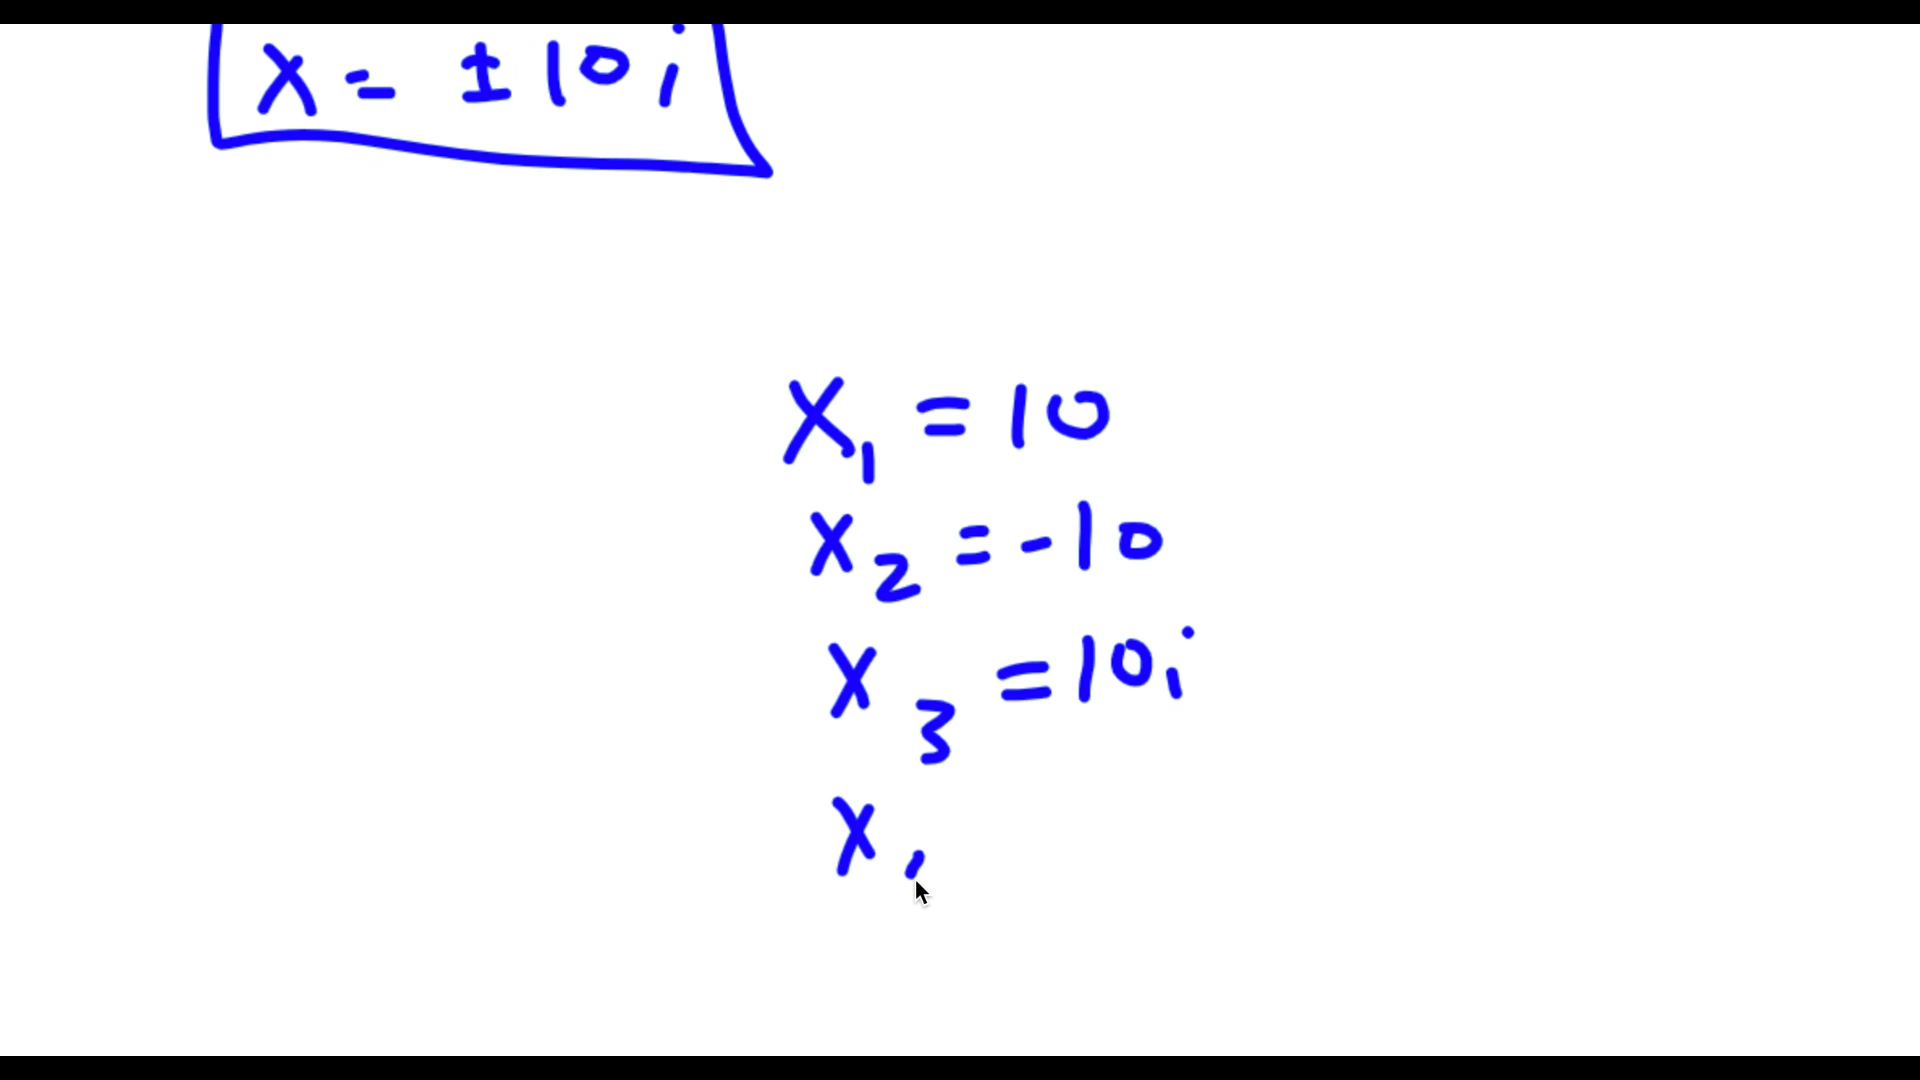 x = ± 10i
X₁ = 10
x₂ = -10
x₃ = 10i
x